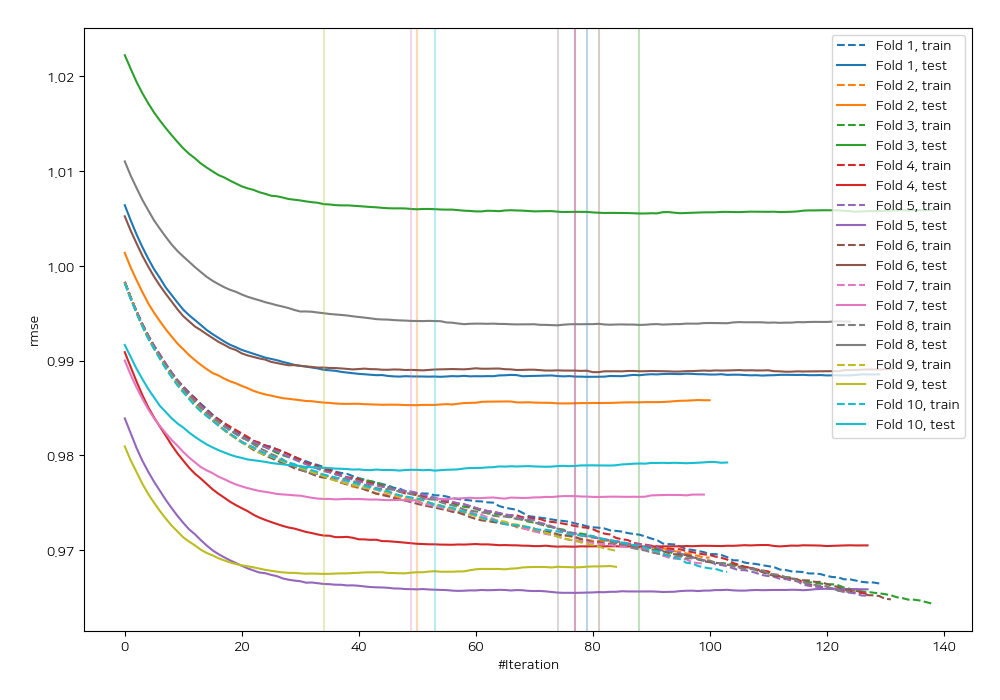 1,02
1,01
1,00
0,99
0,98
0,97
rmse
0
20
40
60
80
100
120
140
#Iteration
Fold 1, train
Fold 1, test
Fold 2, train
Fold 2, test
Fold 3, train
Fold 3, test
Fold 4, train
Fold 4, test
Fold 5, train
Fold 5, test
Fold 6, train
Fold 6, test
Fold 7, train
Fold 7, test
Fold 8, train
Fold 8, test
Fold 9, train
Fold 9, test
Fold 10, train
Fold 10, test